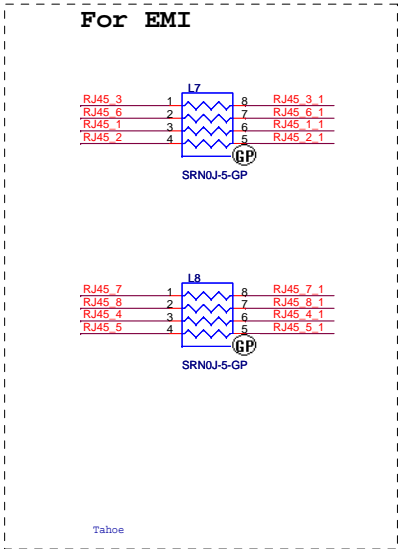 For EMI
L7
RJ45_3 1 8 RJ45_3_1
RJ45_6 2 7 RJ45_6_1
RJ45_1 3 6 RJ45_1_1
RJ45_2 4 5 RJ45_2_1
GP
SRN0J-5-GP
L8
RJ45_7 1 8 RJ45_7_1
RJ45_8 2 7 RJ45_8_1
RJ45_4 3 6 RJ45_4_1
RJ45_5 4 5 RJ45_5_1
GP
SRN0J-5-GP
Tahoe